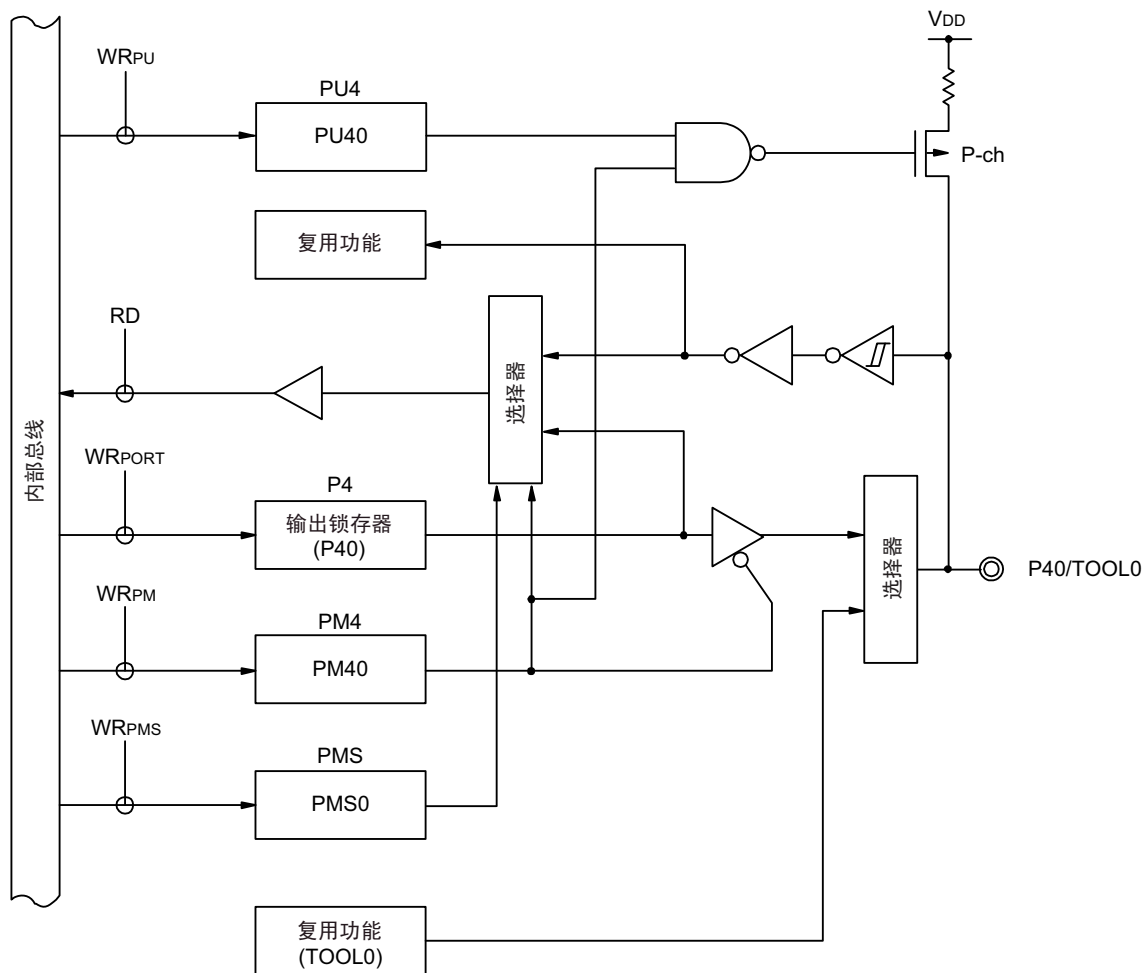 VDD
WRPU
PU4
PU40
P-ch
复用功能
RD
选择器
内部总线
WRPORT
P4
输出锁存器
(P40)
选择器
P40/TOOL0
WRPM
PM4
PM40
WRPMS
PMS
PMS0
复用功能
(TOOL0)